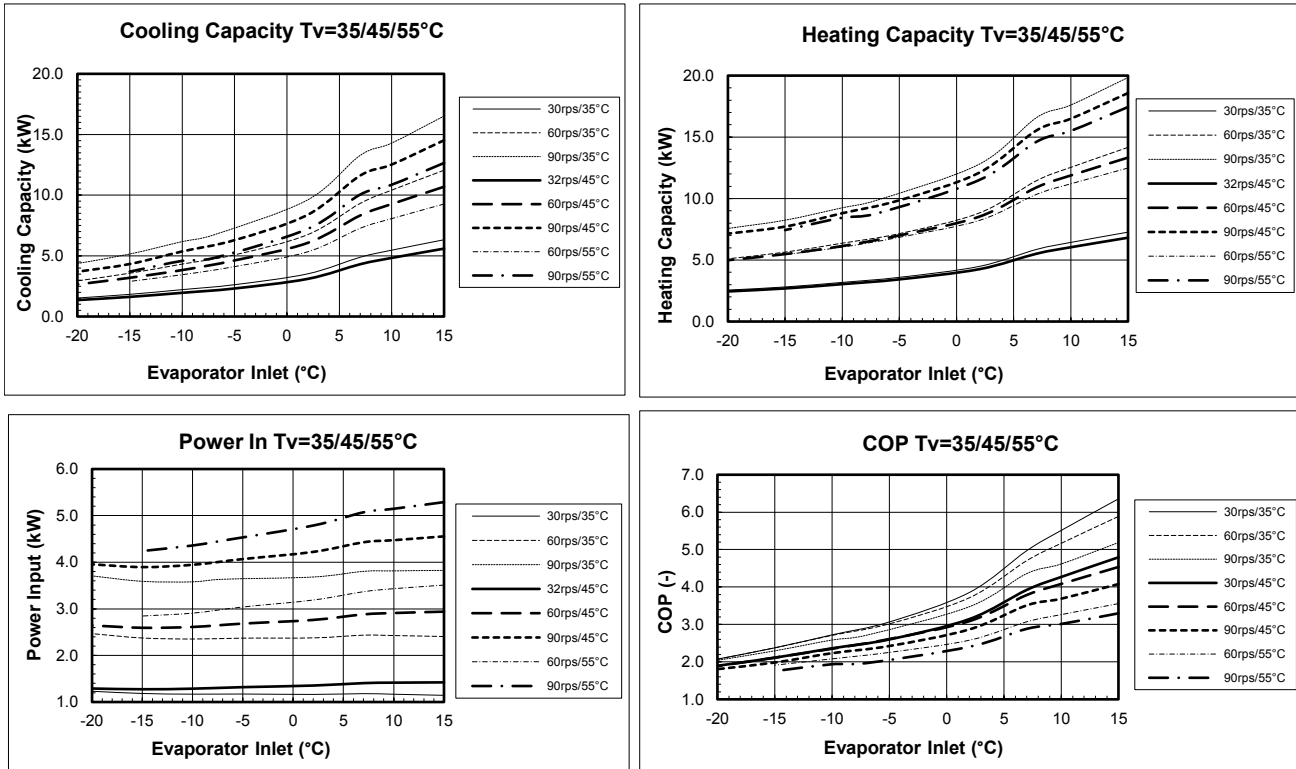 Cooling Capacity Tv=35/45/55°C
Cooling Capacity (kW)
20.0
15.0
10.0
5.0
0.0
-20 -15 -10 -5 0 5 10 15
Evaporator Inlet (°C)
30rps/35°C
60rps/35°C
90rps/35°C
32rps/45°C
60rps/45°C
90rps/45°C
60rps/55°C
90rps/55°C
Heating Capacity Tv=35/45/55°C
Heating Capacity (kW)
20.0
15.0
10.0
5.0
0.0
-20 -15 -10 -5 0 5 10 15
Evaporator Inlet (°C)
30rps/35°C
60rps/35°C
90rps/35°C
32rps/45°C
60rps/45°C
90rps/45°C
60rps/55°C
90rps/55°C
Power In Tv=35/45/55°C
Power Input (kW)
6.0
5.0
4.0
3.0
2.0
1.0
-20 -15 -10 -5 0 5 10 15
Evaporator Inlet (°C)
30rps/35°C
60rps/35°C
90rps/35°C
32rps/45°C
60rps/45°C
90rps/45°C
60rps/55°C
90rps/55°C
COP Tv=35/45/55°C
COP (-)
7.0
6.0
5.0
4.0
3.0
2.0
1.0
-20 -15 -10 -5 0 5 10 15
Evaporator Inlet (°C)
30rps/35°C
60rps/35°C
90rps/35°C
30rps/45°C
60rps/45°C
90rps/45°C
60rps/55°C
90rps/55°C